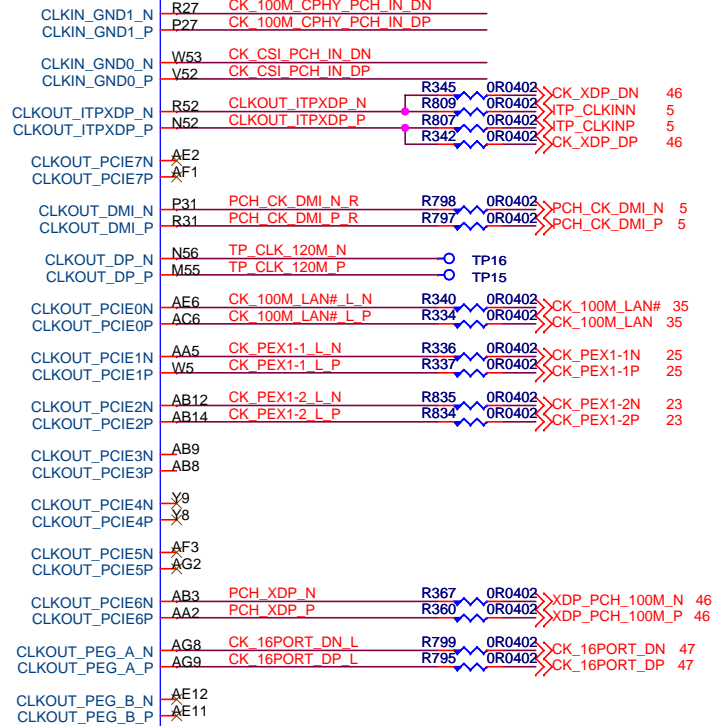 CLKIN_GND1_N R27 CK_100M_CPHY_PCH_IN_DN
CLKIN_GND1_P P27 CK_100M_CPHY_PCH_IN_DP
CLKIN_GND0_N W53 CK_CSI_PCH_IN_DN
CLKIN_GND0_P V52 CK_CSI_PCH_IN_DP
R345 0R0402 CK_XDP_DN 46
CLKOUT_ITPXDP_N R52 CLKOUT_ITPXDP_N R809 0R0402 ITP_CLKINN 5
CLKOUT_ITPXDP_P N52 CLKOUT_ITPXDP_P R807 0R0402 ITP_CLKINP 5
R342 0R0402 CK_XDP_DP 46
CLKOUT_PCIE7N AE2
CLKOUT_PCIE7P AF1
CLKOUT_DMI_N P31 PCH_CK_DMI_N_R R798 0R0402 PCH_CK_DMI_N 5
CLKOUT_DMI_P R31 PCH_CK_DMI_P_R R797 0R0402 PCH_CK_DMI_P 5
CLKOUT_DP_N N56 TP_CLK_120M_N TP16
CLKOUT_DP_P M55 TP_CLK_120M_P TP15
CLKOUT_PCIE0N AE6 CK_100M_LAN#_L_N R340 0R0402 CK_100M_LAN# 35
CLKOUT_PCIE0P AC6 CK_100M_LAN#_L_P R334 0R0402 CK_100M_LAN 35
CLKOUT_PCIE1N AA5 CK_PEX1-1_L_N R336 0R0402 CK_PEX1-1N 25
CLKOUT_PCIE1P W5 CK_PEX1-1_L_P R337 0R0402 CK_PEX1-1P 25
CLKOUT_PCIE2N AB12 CK_PEX1-2_L_N R835 0R0402 CK_PEX1-2N 23
CLKOUT_PCIE2P AB14 CK_PEX1-2_L_P R834 0R0402 CK_PEX1-2P 23
CLKOUT_PCIE3N AB9
CLKOUT_PCIE3P AB8
CLKOUT_PCIE4N Y9
CLKOUT_PCIE4P Y8
CLKOUT_PCIE5N AF3
CLKOUT_PCIE5P AG2
CLKOUT_PCIE6N AB3 PCH_XDP_N R367 0R0402 XDP_PCH_100M_N 46
CLKOUT_PCIE6P AA2 PCH_XDP_P R360 0R0402 XDP_PCH_100M_P 46
CLKOUT_PEG_A_N AG8 CK_16PORT_DN_L R799 0R0402 CK_16PORT_DN 47
CLKOUT_PEG_A_P AG9 CK_16PORT_DP_L R795 0R0402 CK_16PORT_DP 47
CLKOUT_PEG_B_N AE12
CLKOUT_PEG_B_P AE11